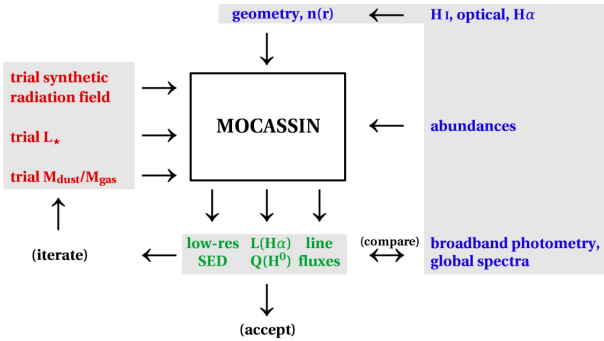 geometry, n(r)
H I, optical, Hα
trial synthetic
radiation field
trial L★
trial Mdust/Mgas
MOCASSIN
abundances
low-res L(Hα) line
SED Q(H⁰) fluxes
(compare)
broadband photometry,
global spectra
(iterate)
(accept)